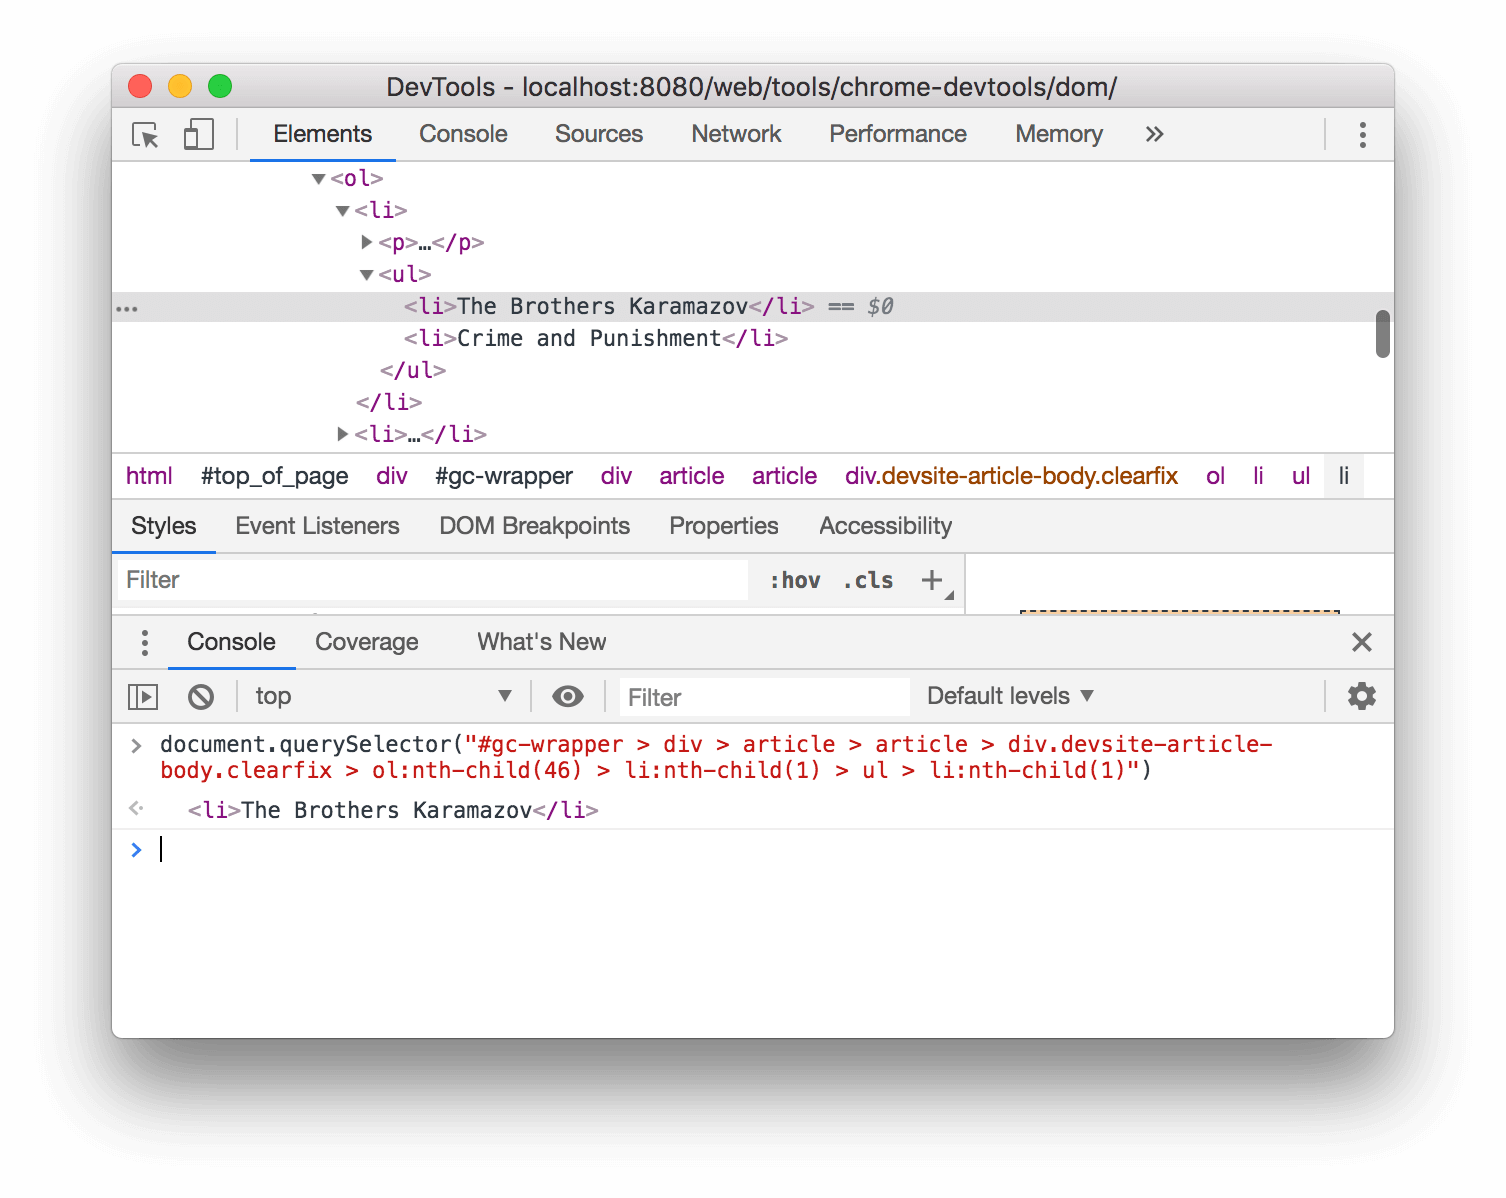 DevTools - localhost:8080/web/tools/chrome-devtools/dom/
Elements Console Sources Network Performance Memory »
<ol>
<li>
<p>…</p>
<ul>
… <li>The Brothers Karamazov</li> == $0
<li>Crime and Punishment</li>
</ul>
</li>
<li>…</li>
html #top_of_page div #gc-wrapper div article article div.devsite-article-body.clearfix ol li ul li
Styles Event Listeners DOM Breakpoints Properties Accessibility
Filter :hov .cls +
Console Coverage What's New
top Filter Default levels
> document.querySelector("#gc-wrapper > div > article > article > div.devsite-article-
body.clearfix > ol:nth-child(46) > li:nth-child(1) > ul > li:nth-child(1)")
<li>The Brothers Karamazov</li>
>